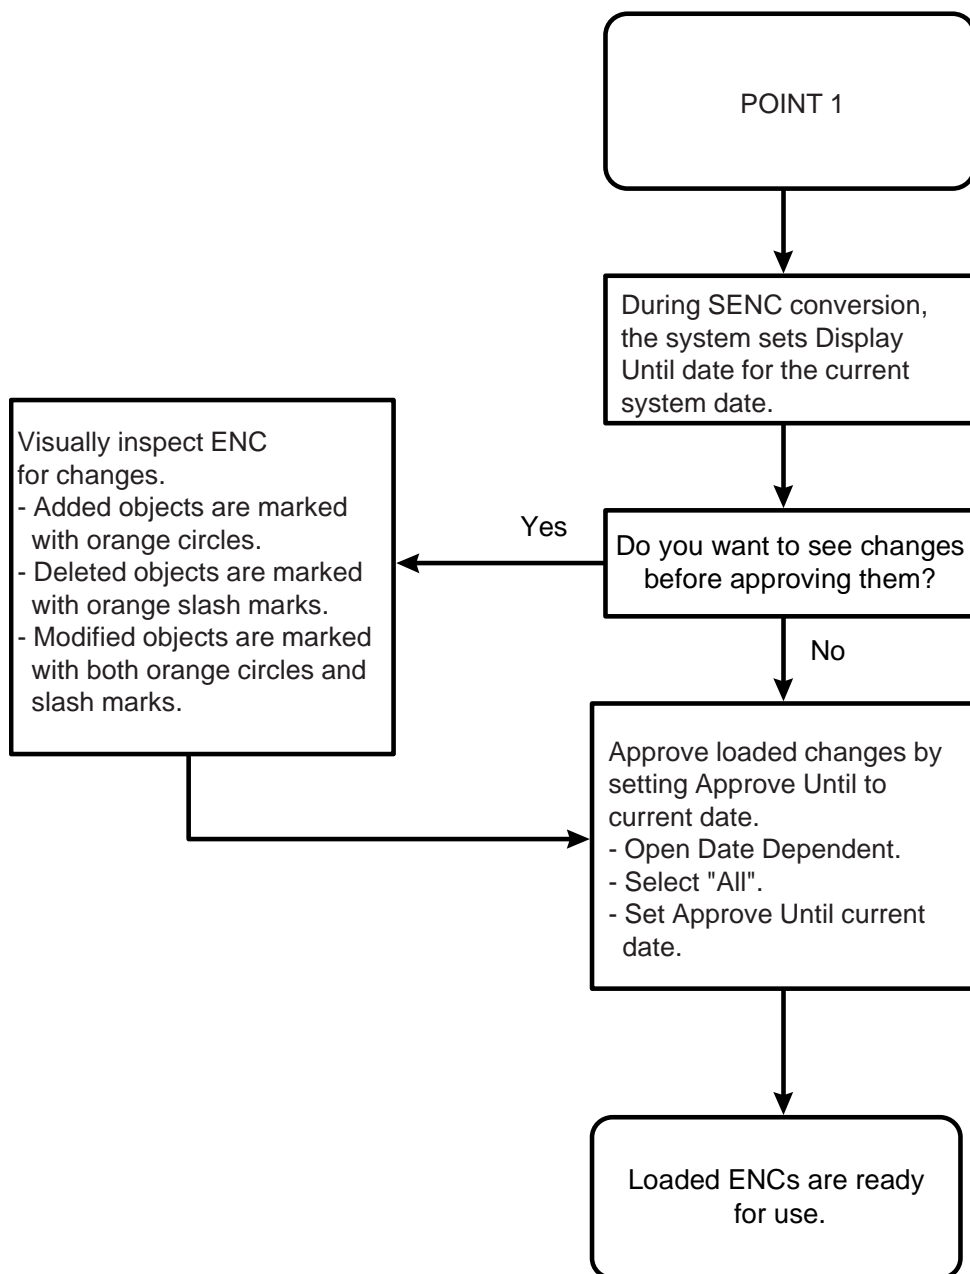 POINT 1
During SENC conversion,
the system sets Display
Until date for the current
system date.
Do you want to see changes
before approving them?
Yes
No
Visually inspect ENC
for changes.
- Added objects are marked
with orange circles.
- Deleted objects are marked
with orange slash marks.
- Modified objects are marked
with both orange circles and
slash marks.
Approve loaded changes by
setting Approve Until to
current date.
- Open Date Dependent.
- Select "All".
- Set Approve Until current
date.
Loaded ENCs are ready
for use.